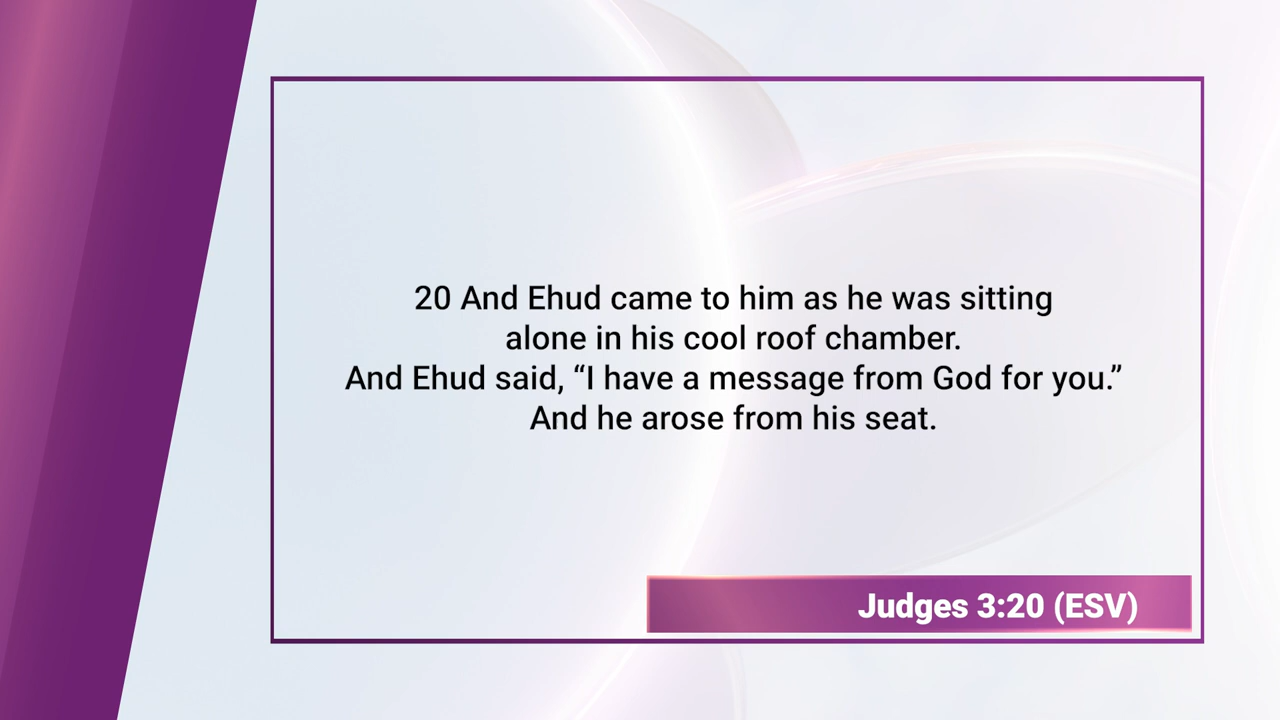 20 And Ehud came to him as he was sitting
alone in his cool roof chamber.
And Ehud said, “I have a message from God for you.”
And he arose from his seat.
Judges 3:20 (ESV)